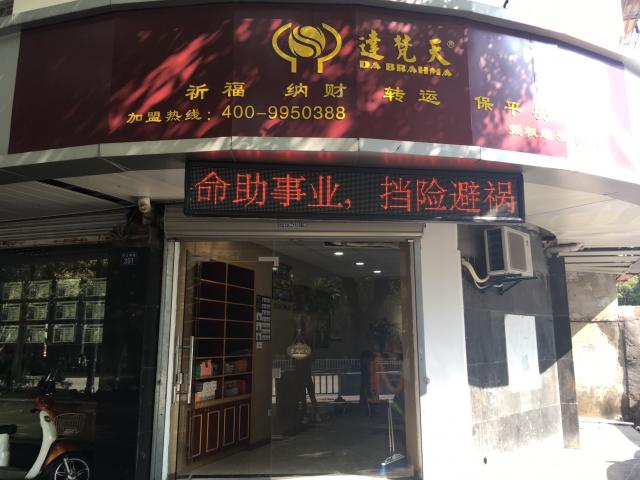 達梵天®
DA BRAHMA
祈福 纳财 转运 保平安
加盟热线：400-9950388
命助事业，挡险避祸
391